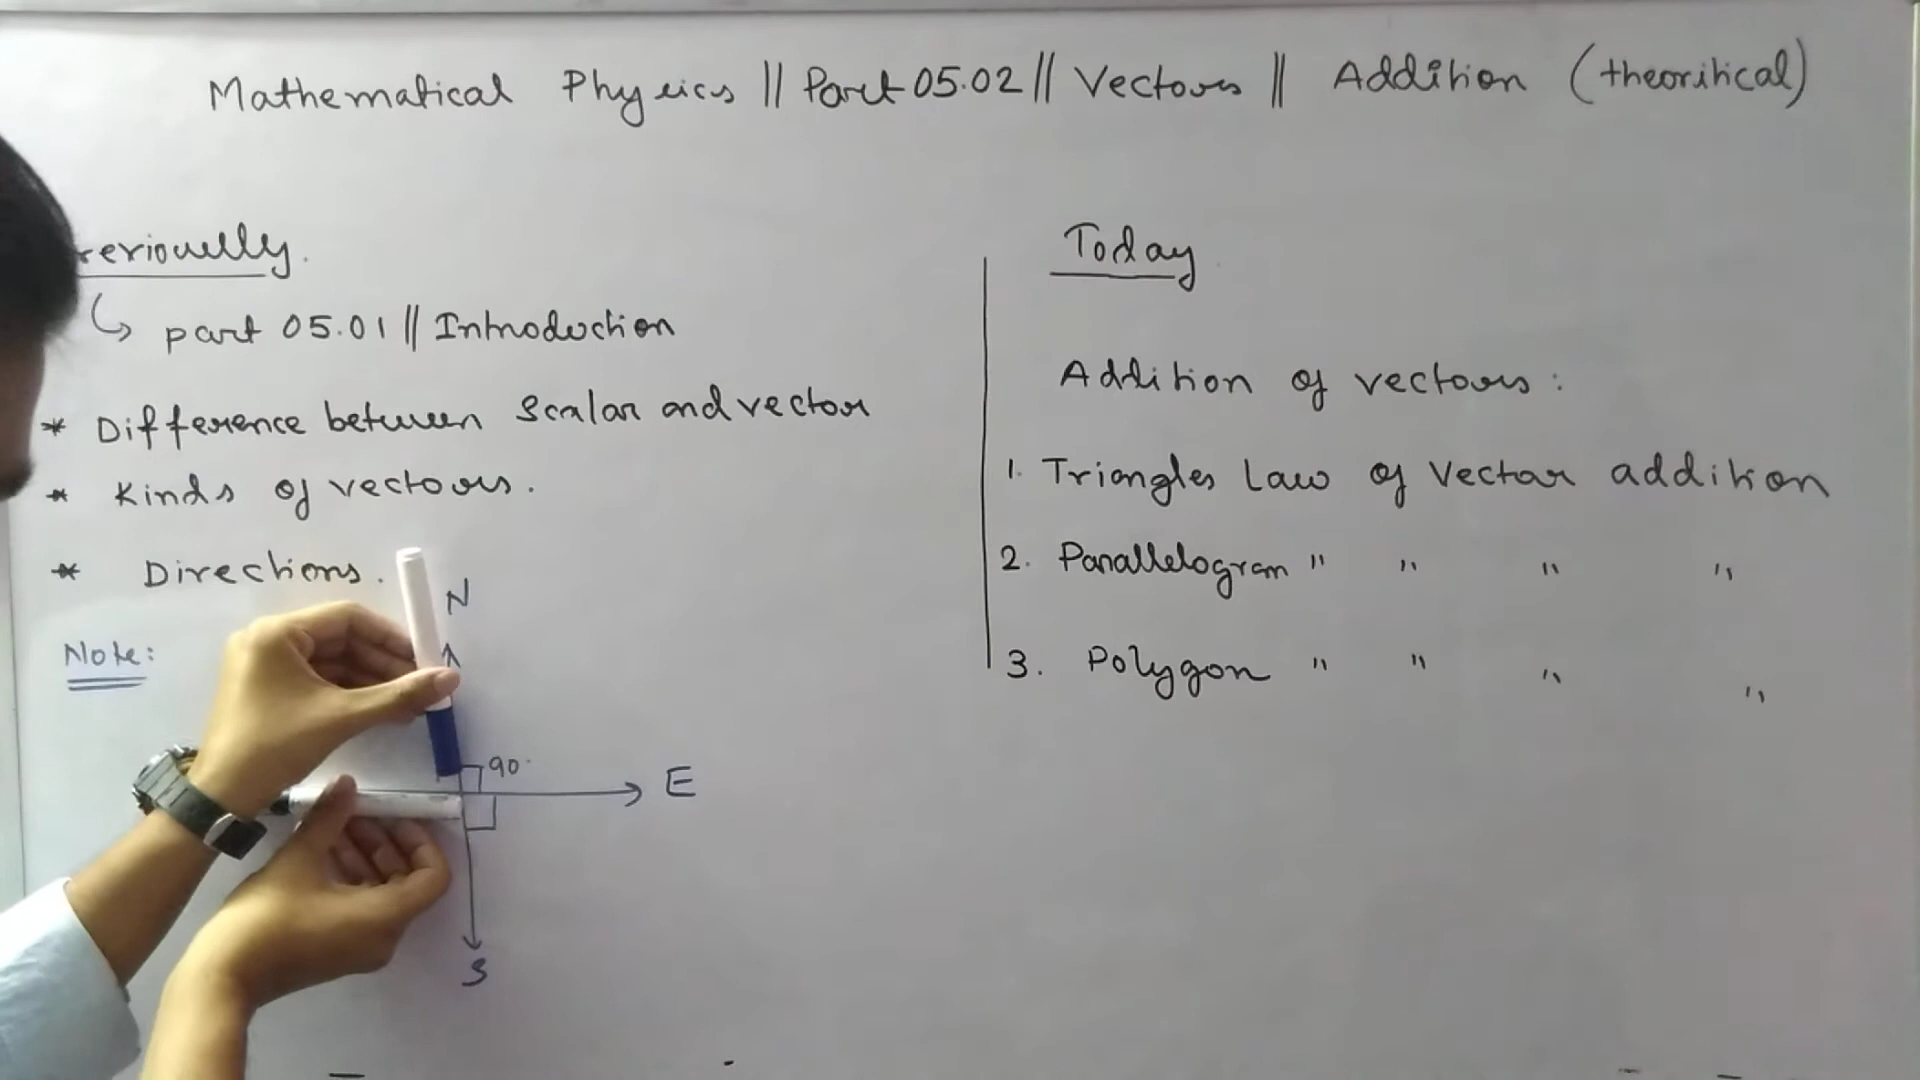 Mathematical Physics || Part 05.02 || Vectors || Addition (theoritical)
reviously.
↳ part 05.01 || Introduction
* Difference between Scalar and vector
* Kinds of vectors.
* Directions.
Note:
N
90°
E
S
Today
Addition of vectors:
1. Triangles Law of Vector addition
2. Parallelogram " " " "
3. Polygon " " " "